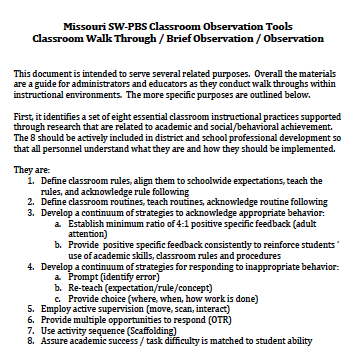 Missouri SW-PBS Classroom Observation Tools
Classroom Walk Through / Brief Observation / Observation
This document is intended to serve several related purposes.  Overall the materials
are a guide for administrators and educators as they conduct walk throughs within
instructional environments.  The more specific purposes are outlined below.
First, it identifies a set of eight essential classroom instructional practices supported
through research that are related to academic and social/behavioral achievement.
The 8 should be actively included in district and school professional development so
that all personnel understand what they are and how they should be implemented.
They are:
1. Define classroom rules, align them to schoolwide expectations, teach the
rules, and acknowledge rule following
2. Define classroom routines, teach routines, acknowledge routine following
3. Develop a continuum of strategies to acknowledge appropriate behavior:
a. Establish minimum ratio of 4:1 positive specific feedback (adult
attention)
b. Provide  positive specific feedback consistently to reinforce students'
use of academic skills, classroom rules and procedures
4. Develop a continuum of strategies for responding to inappropriate behavior:
a. Prompt (identify error)
b. Re-teach (expectation/rule/concept)
c. Provide choice (where, when, how work is done)
5. Employ active supervision (move, scan, interact)
6. Provide multiple opportunities to respond (OTR)
7. Use activity sequence (Scaffolding)
8. Assure academic success / task difficulty is matched to student ability